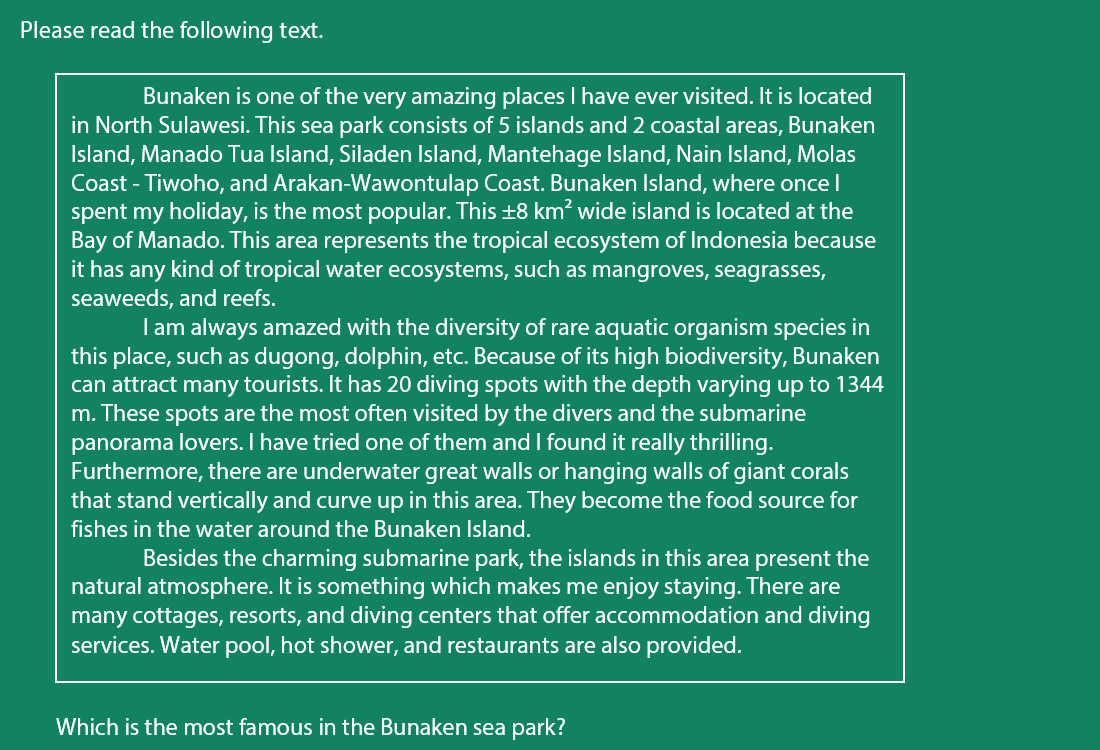 Please read the following text.
Bunaken is one of the very amazing places I have ever visited. It is located
in North Sulawesi. This sea park consists of 5 islands and 2 coastal areas, Bunaken
Island, Manado Tua Island, Siladen Island, Mantehage Island, Nain Island, Molas
Coast - Tiwoho, and Arakan-Wawontulap Coast. Bunaken Island, where once I
spent my holiday, is the most popular. This ±8 km² wide island is located at the
Bay of Manado. This area represents the tropical ecosystem of Indonesia because
it has any kind of tropical water ecosystems, such as mangroves, seagrasses,
seaweeds, and reefs.
I am always amazed with the diversity of rare aquatic organism species in
this place, such as dugong, dolphin, etc. Because of its high biodiversity, Bunaken
can attract many tourists. It has 20 diving spots with the depth varying up to 1344
m. These spots are the most often visited by the divers and the submarine
panorama lovers. I have tried one of them and I found it really thrilling.
Furthermore, there are underwater great walls or hanging walls of giant corals
that stand vertically and curve up in this area. They become the food source for
fishes in the water around the Bunaken Island.
Besides the charming submarine park, the islands in this area present the
natural atmosphere. It is something which makes me enjoy staying. There are
many cottages, resorts, and diving centers that offer accommodation and diving
services. Water pool, hot shower, and restaurants are also provided.
Which is the most famous in the Bunaken sea park?